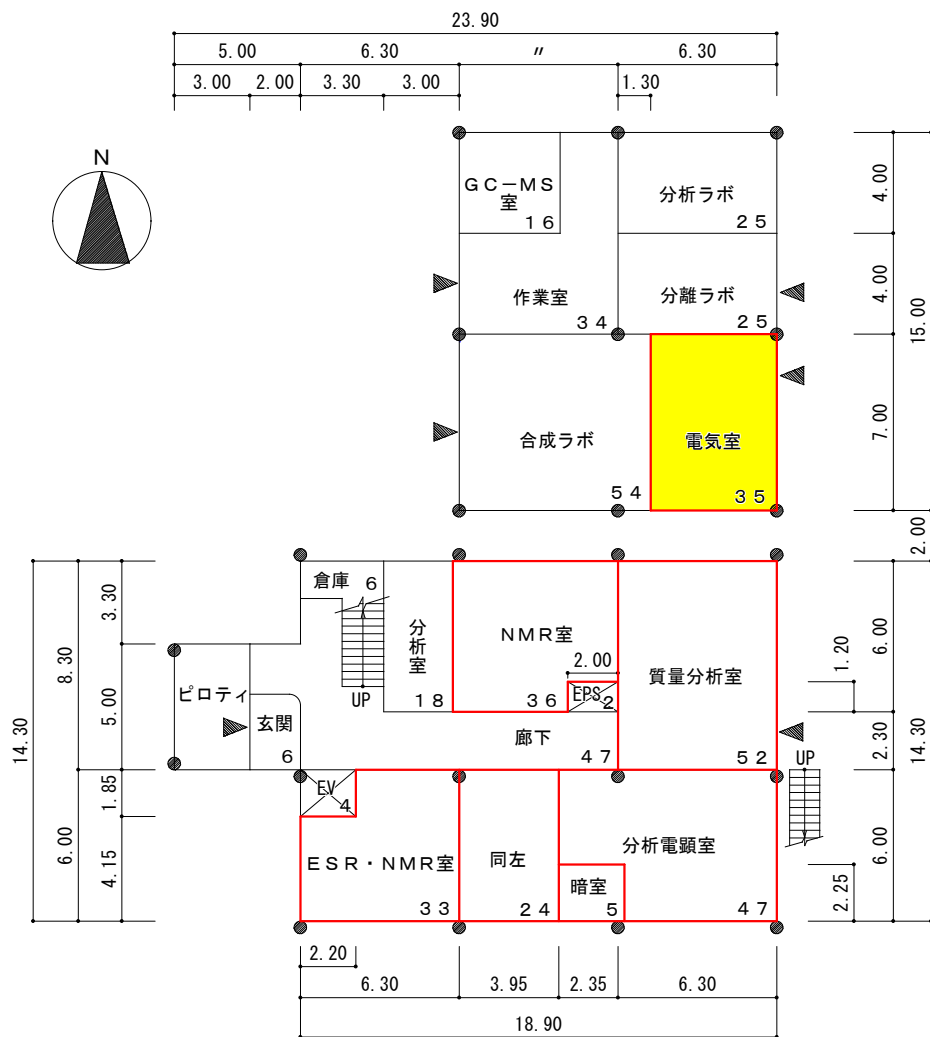 23.90
5.00 6.30 〃 6.30
3.00 2.00 3.30 3.00 1.30
N
GC-MS
室
16
分析ラボ
25
4.00
作業室
34
分離ラボ
25
4.00
15.00
合成ラボ
54
電気室
35
7.00
2.00
倉庫 6
分析室
18
UP
NMR室
36
2.00
EPS
2
質量分析室
52
3.30
8.30
5.00
14.30
1.20
6.00
2.30
14.30
ピロティ
玄関
6
廊下
47
UP
EV
4
1.85
6.00
4.15
ESR・NMR室
33
同左
24
暗室
5
分析電顕室
47
6.00
2.25
2.20
6.30 3.95 2.35 6.30
18.90